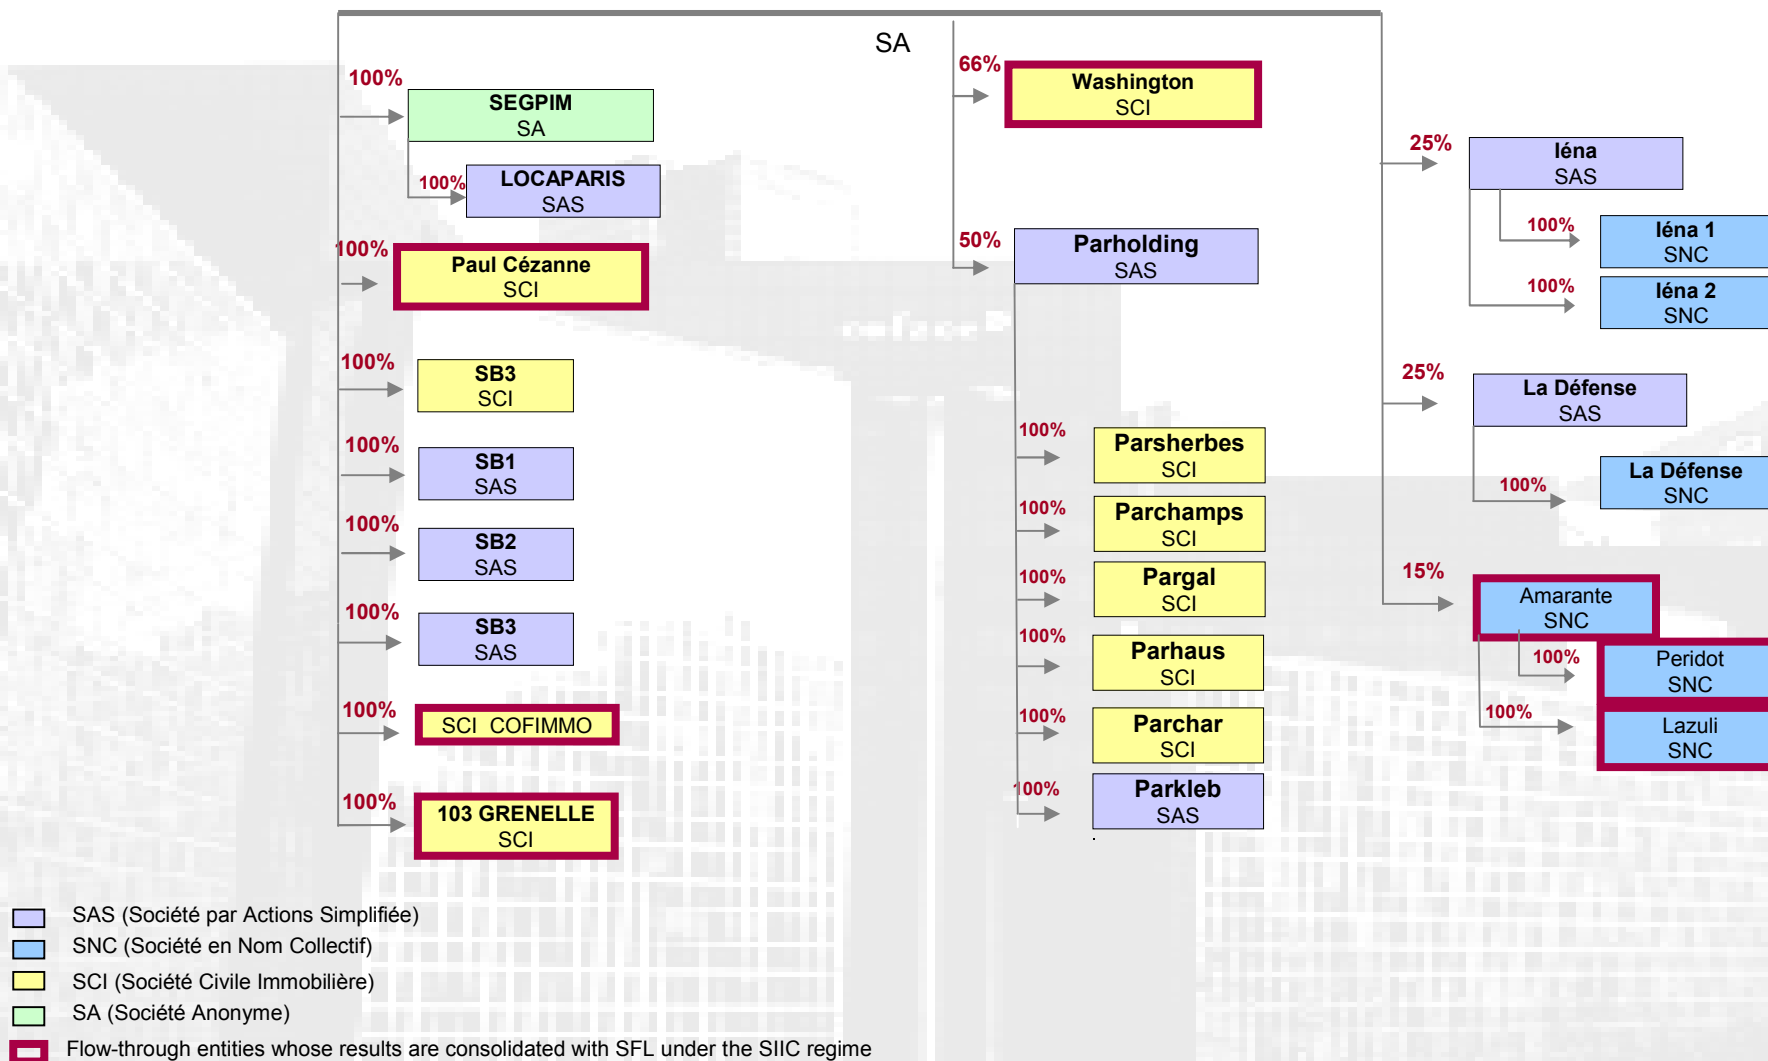 SA
100%
SEGPIM
SA
100%
LOCAPARIS
SAS
100%
Paul Cézanne
SCI
100%
SB3
SCI
100%
SB1
SAS
100%
SB2
SAS
100%
SB3
SAS
100%
SCI COFIMMO
100%
103 GRENELLE
SCI
66%
Washington
SCI
50%
Parholding
SAS
100%
Parsherbes
SCI
100%
Parchamps
SCI
100%
Pargal
SCI
100%
Parhaus
SCI
100%
Parchar
SCI
100%
Parkleb
SAS
25%
Iéna
SAS
100%
Iéna 1
SNC
100%
Iéna 2
SNC
25%
La Défense
SAS
100%
La Défense
SNC
15%
Amarante
SNC
100%
Peridot
SNC
100%
Lazuli
SNC
SAS (Société par Actions Simplifiée)
SNC (Société en Nom Collectif)
SCI (Société Civile Immobilière)
SA (Société Anonyme)
Flow-through entities whose results are consolidated with SFL under the SIIC regime